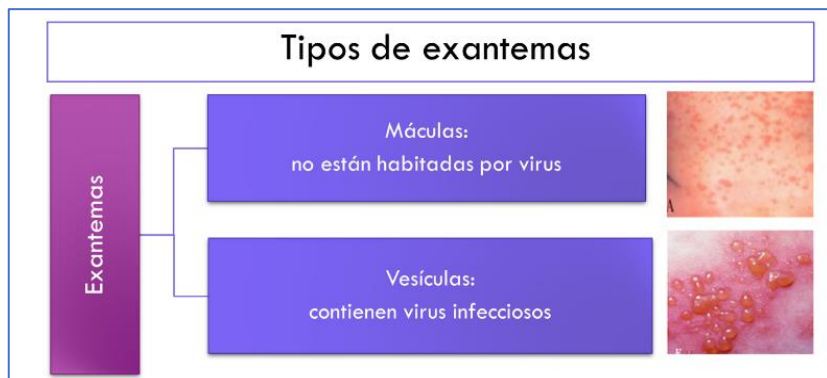 Tipos de exantemas
Exantemas
Máculas:
no están habitadas por virus
A
Vesículas:
contienen virus infecciosos